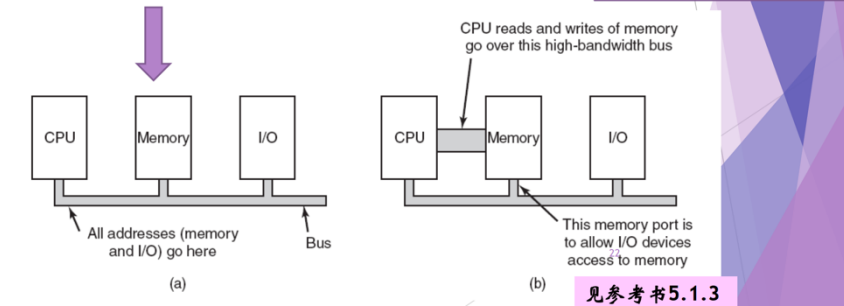 CPU reads and writes of memory
go over this high-bandwidth bus
CPU
Memory
I/O
CPU
Memory
I/O
All addresses (memory
and I/O) go here
Bus
This memory port is
to allow I/O devices
access to memory
22
(a)
(b)
见参考书5.1.3